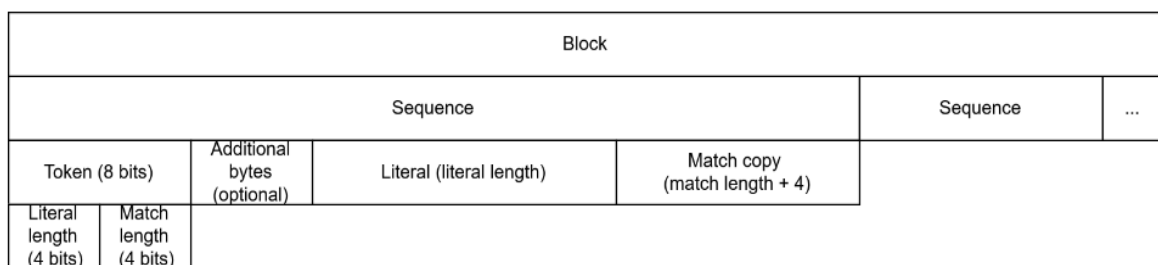 Block
Sequence
Sequence
...
Token (8 bits)
Additional
bytes
(optional)
Literal (literal length)
Match copy
(match length + 4)
Literal
length
(4 bits)
Match
length
(4 bits)